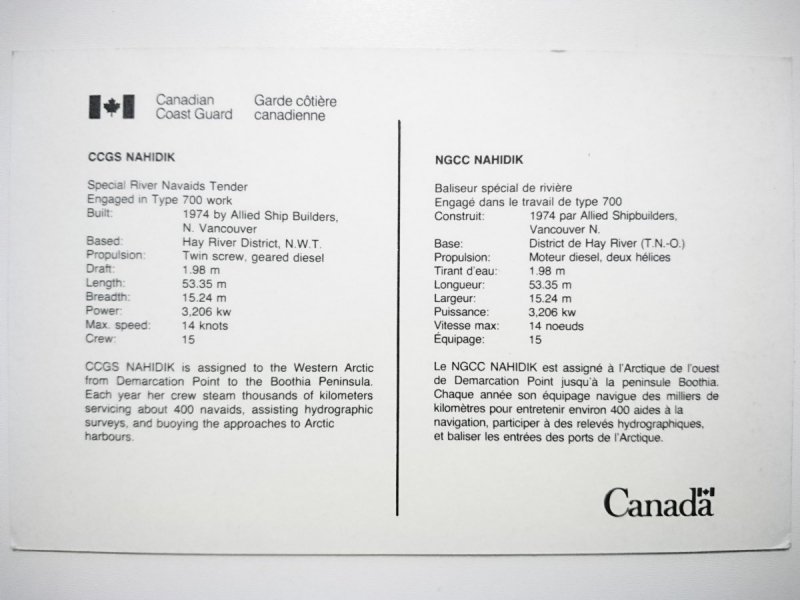 Canadian
Coast Guard
Garde côtière
canadienne
CCGS NAHIDIK
Special River Navaids Tender
Engaged in Type 700 work
Built: 1974 by Allied Ship Builders,
N. Vancouver
Based: Hay River District, N.W.T.
Propulsion: Twin screw, geared diesel
Draft: 1.98 m
Length: 53.35 m
Breadth: 15.24 m
Power: 3,206 kw
Max. speed: 14 knots
Crew: 15
CCGS NAHIDIK is assigned to the Western Arctic
from Demarcation Point to the Boothia Peninsula.
Each year her crew steam thousands of kilometers
servicing about 400 navaids, assisting hydrographic
surveys, and buoying the approaches to Arctic
harbours.
NGCC NAHIDIK
Baliseur spécial de rivière
Engagé dans le travail de type 700
Construit: 1974 par Allied Shipbuilders,
Vancouver N.
Base: District de Hay River (T.N.-O.)
Propulsion: Moteur diesel, deux hélices
Tirant d'eau: 1.98 m
Longueur: 53.35 m
Largeur: 15.24 m
Puissance: 3,206 kw
Vitesse max: 14 noeuds
Équipage: 15
Le NGCC NAHIDIK est assigné à l'Arctique de l'ouest
de Demarcation Point jusqu'à la peninsule Boothia.
Chaque année son équipage navigue des milliers de
kilomètres pour entretenir environ 400 aides à la
navigation, participer à des relevés hydrographiques,
et baliser les entrées des ports de l'Arctique.
Canada